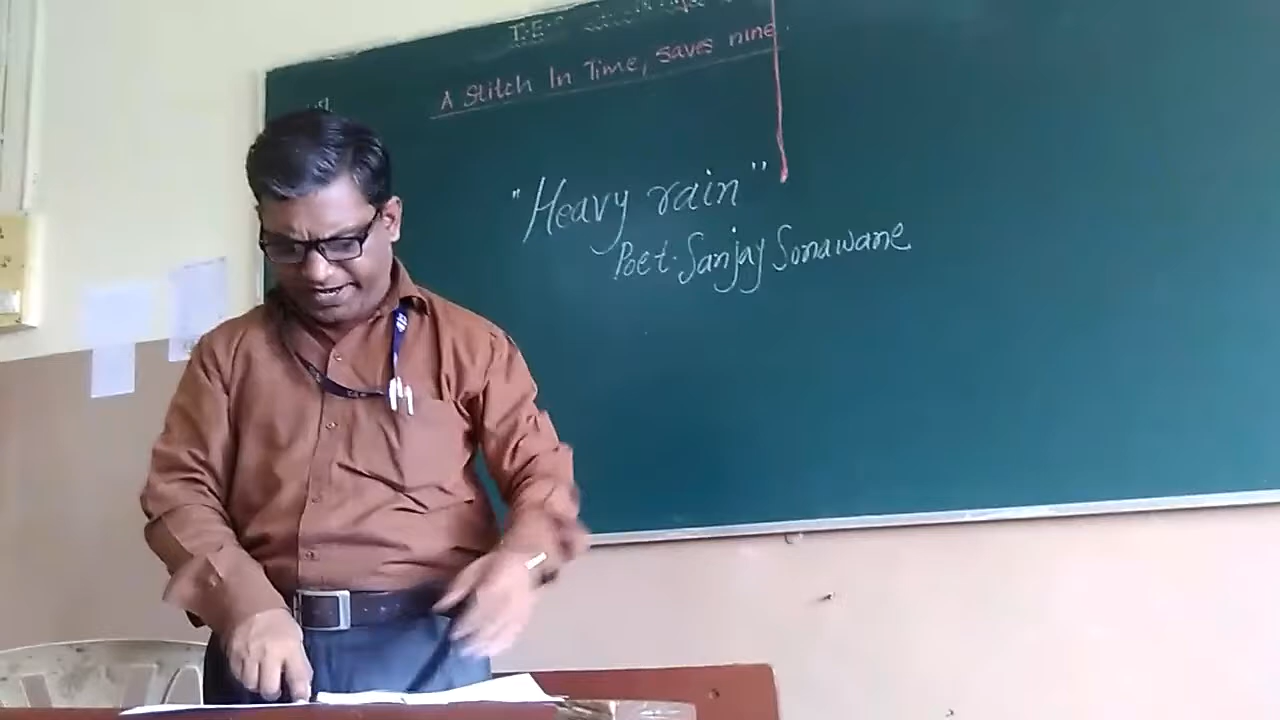 T.E
A Stitch In Time, saves nine.
"Heavy rain"
Poet. Sanjay Sonawane